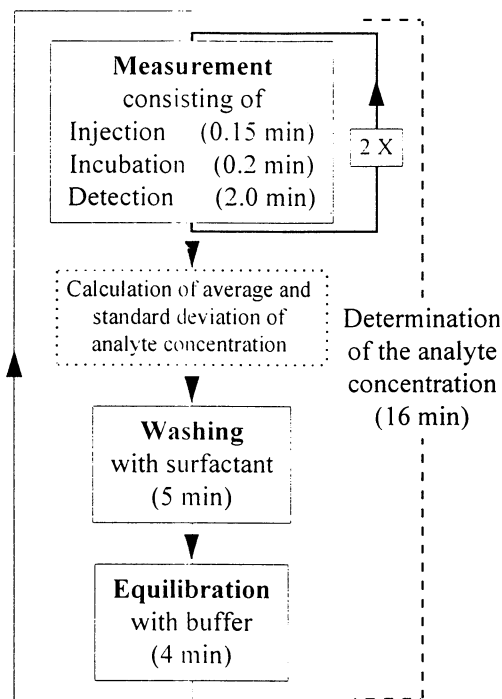 Measurement
consisting of
Injection (0.15 min)
Incubation (0.2 min)
Detection (2.0 min)
2 X
Calculation of average and
standard deviation of
analyte concentration
Determination
of the analyte
concentration
(16 min)
Washing
with surfactant
(5 min)
Equilibration
with buffer
(4 min)